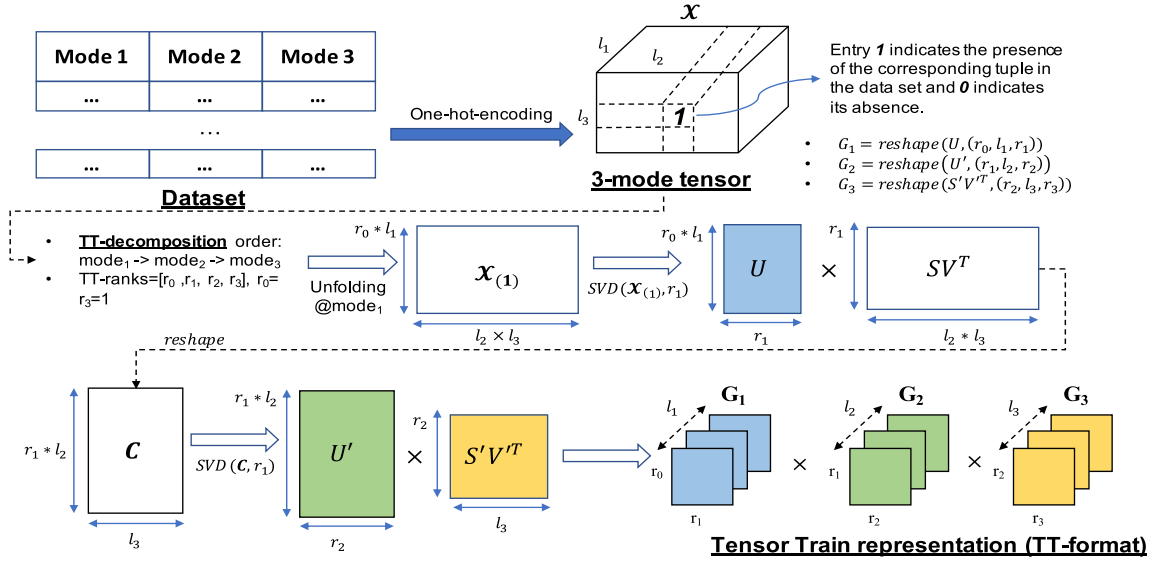 Mode 1 Mode 2 Mode 3
... ... ...
...
... ... ...
Dataset
One-hot-encoding
𝓧
l₁
l₂
l₃
1
3-mode tensor
Entry 1 indicates the presence
of the corresponding tuple in
the data set and 0 indicates
its absence.
• G₁ = reshape(U, (r₀, l₁, r₁))
• G₂ = reshape(U′, (r₁, l₂, r₂))
• G₃ = reshape(S′V′ᵀ, (r₂, l₃, r₃))
• TT-decomposition order:
mode₁ -> mode₂ -> mode₃
• TT-ranks=[r₀ ,r₁, r₂, r₃], r₀=
r₃=1
Unfolding
@mode₁
r₀ * l₁
𝓧₍₁₎
l₂ × l₃
SVD(𝓧₍₁₎, r₁)
r₀ * l₁
U
r₁
×
r₁
SVᵀ
l₂ * l₃
reshape
r₁ * l₂
C
l₃
SVD(C, r₁)
r₁ * l₂
U′
r₂
×
r₂
S′V′ᵀ
l₃
G₁
l₁
r₀
r₁
×
G₂
l₂
r₁
r₂
×
G₃
l₃
r₂
r₃
Tensor Train representation (TT-format)